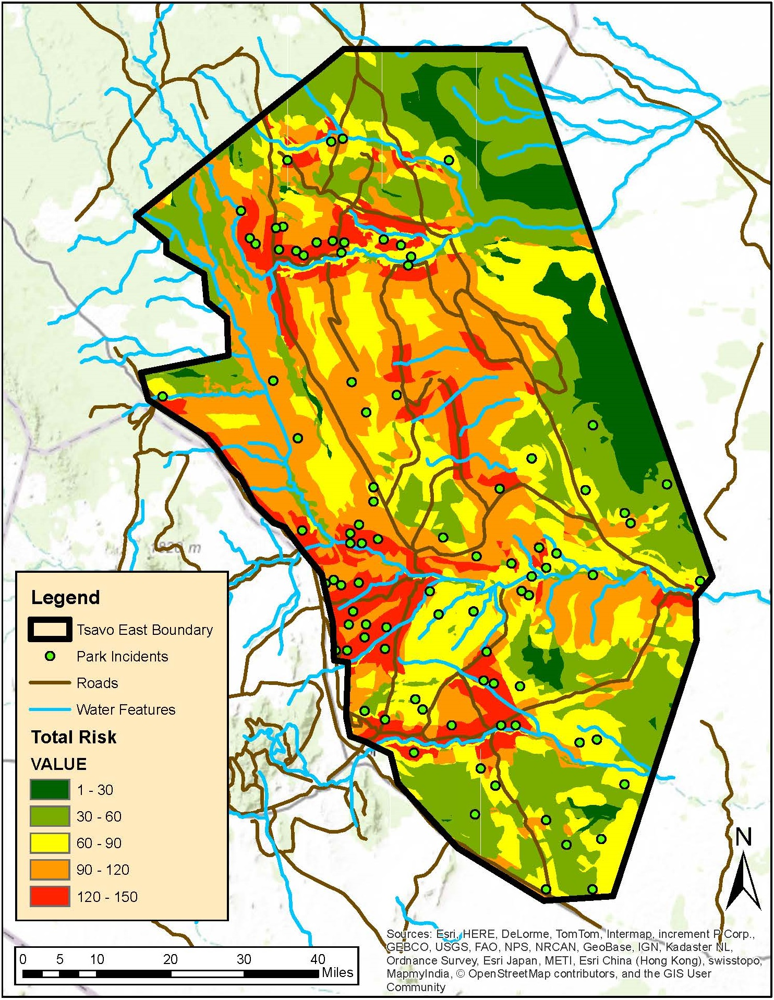 1820 m
Legend
Tsavo East Boundary
Park Incidents
Roads
Water Features
Total Risk
VALUE
1 - 30
30 - 60
60 - 90
90 - 120
120 - 150
N
0 5 10 20 30 40
Miles
Sources: Esri, HERE, DeLorme, TomTom, Intermap, increment P Corp.,
GEBCO, USGS, FAO, NPS, NRCAN, GeoBase, IGN, Kadaster NL,
Ordnance Survey, Esri Japan, METI, Esri China (Hong Kong), swisstopo,
MapmyIndia, © OpenStreetMap contributors, and the GIS User
Community